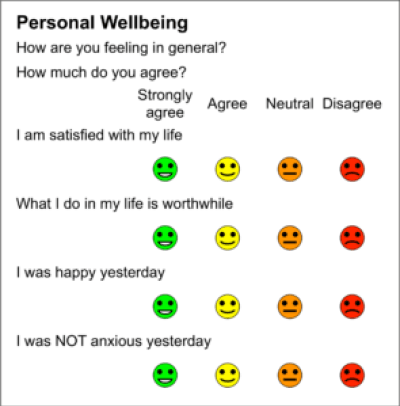 Personal Wellbeing
How are you feeling in general?
How much do you agree?
Strongly agree Agree Neutral Disagree
I am satisfied with my life
What I do in my life is worthwhile
I was happy yesterday
I was NOT anxious yesterday